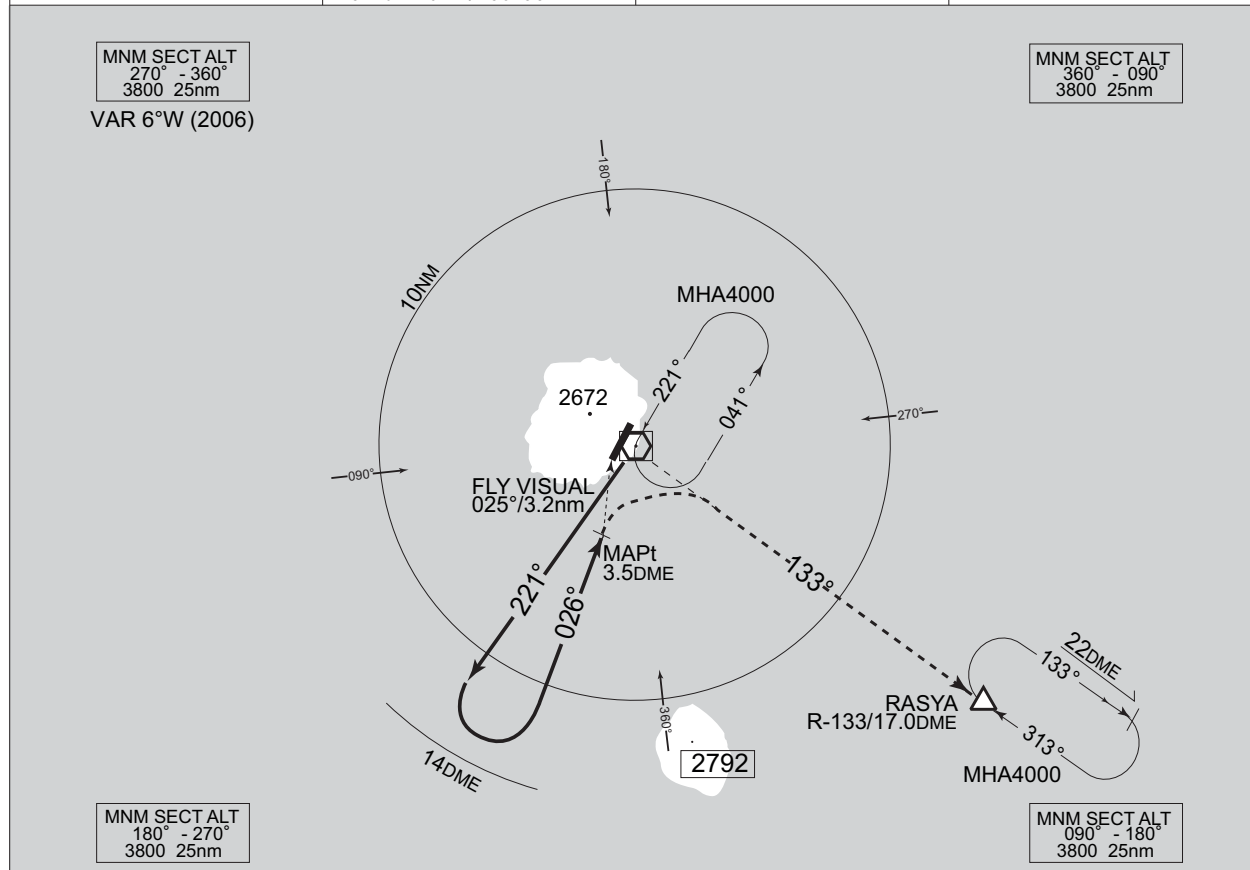 MNM SECT ALT
270° - 360°
3800 25nm
VAR 6°W (2006)
MNM SECT ALT
360° - 090°
3800 25nm
180°
10NM
MHA4000
221°
041°
2672
270°
090°
FLY VISUAL
025°/3.2nm
MAPt
3.5DME
221°
026°
133°
14DME
360°
2792
RASYA
R-133/17.0DME
22DME
133°
313°
MHA4000
MNM SECT ALT
180° - 270°
3800 25nm
MNM SECT ALT
090° - 180°
3800 25nm